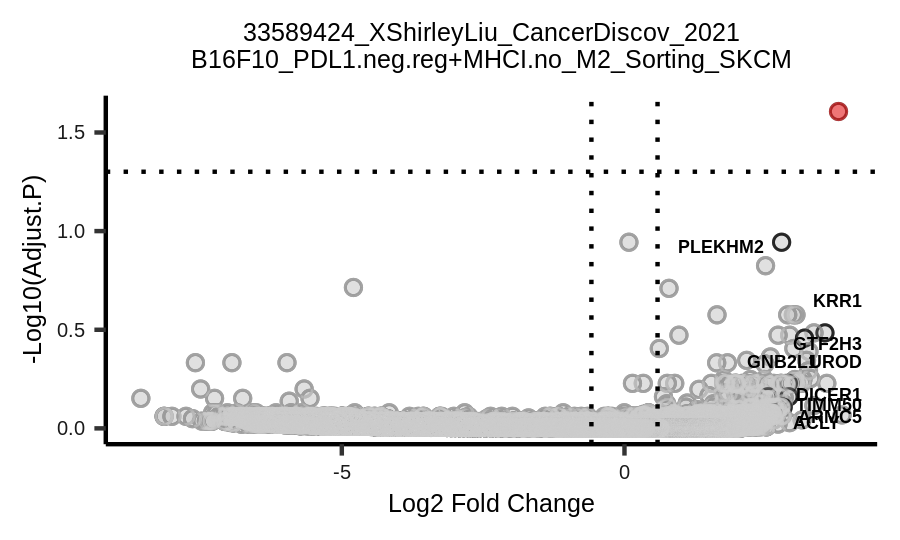 33589424_XShirleyLiu_CancerDiscov_2021
B16F10_PDL1.neg.reg+MHCI.no_M2_Sorting_SKCM
-Log10(Adjust.P)
1.5
1.0
0.5
0.0
PLEKHM2
KRR1
GTF2H3
GNB2L1
UROD
DICER1
TIMM50
ARMC5
ACLY
-5
0
Log2 Fold Change